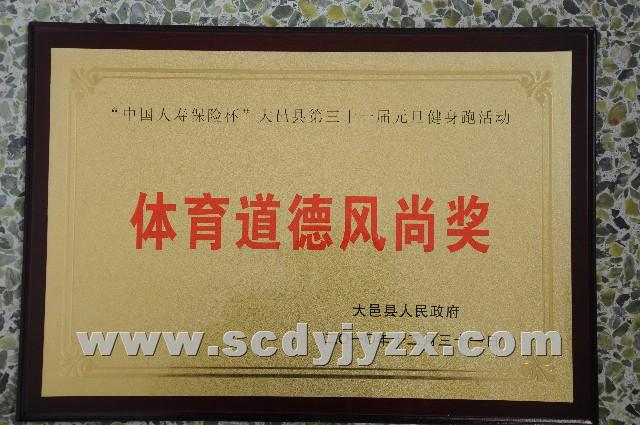 “中国人寿保险杯”大邑县第三十一届元旦健身跑活动
体育道德风尚奖
大邑县人民政府
www.scdyjyzx.com